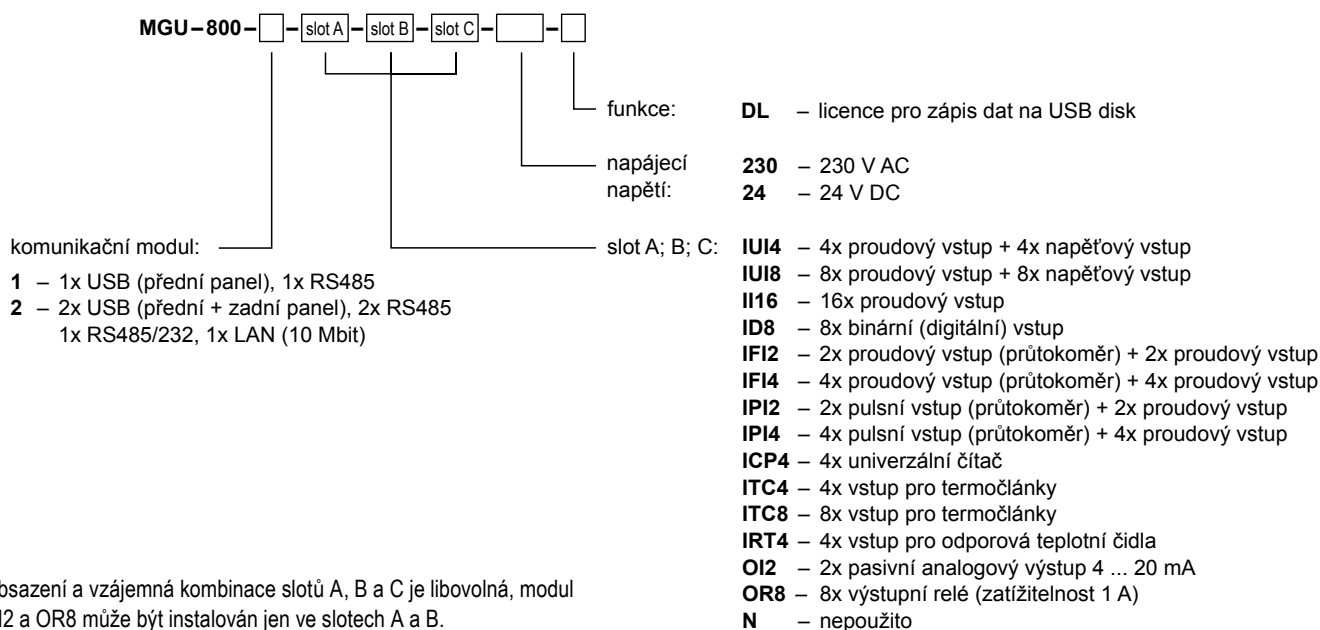 MGU–800– – slot A – slot B – slot C – –
funkce: DL – licence pro zápis dat na USB disk
napájecí napětí:
230 – 230 V AC
24 – 24 V DC
komunikační modul:
1 – 1x USB (přední panel), 1x RS485
2 – 2x USB (přední + zadní panel), 2x RS485
1x RS485/232, 1x LAN (10 Mbit)
slot A; B; C: IUI4 – 4x proudový vstup + 4x napěťový vstup
IUI8 – 8x proudový vstup + 8x napěťový vstup
II16 – 16x proudový vstup
ID8 – 8x binární (digitální) vstup
IFI2 – 2x proudový vstup (průtokoměr) + 2x proudový vstup
IFI4 – 4x proudový vstup (průtokoměr) + 4x proudový vstup
IPI2 – 2x pulsní vstup (průtokoměr) + 2x proudový vstup
IPI4 – 4x pulsní vstup (průtokoměr) + 4x proudový vstup
ICP4 – 4x univerzální čítač
ITC4 – 4x vstup pro termočlánky
ITC8 – 8x vstup pro termočlánky
IRT4 – 4x vstup pro odporová teplotní čidla
OI2 – 2x pasivní analogový výstup 4 ... 20 mA
OR8 – 8x výstupní relé (zatížitelnost 1 A)
N – nepoužito
a vzájemná kombinace slotů A, B a C je libovolná, modul
a OR8 může být instalován jen ve slotech A a B.